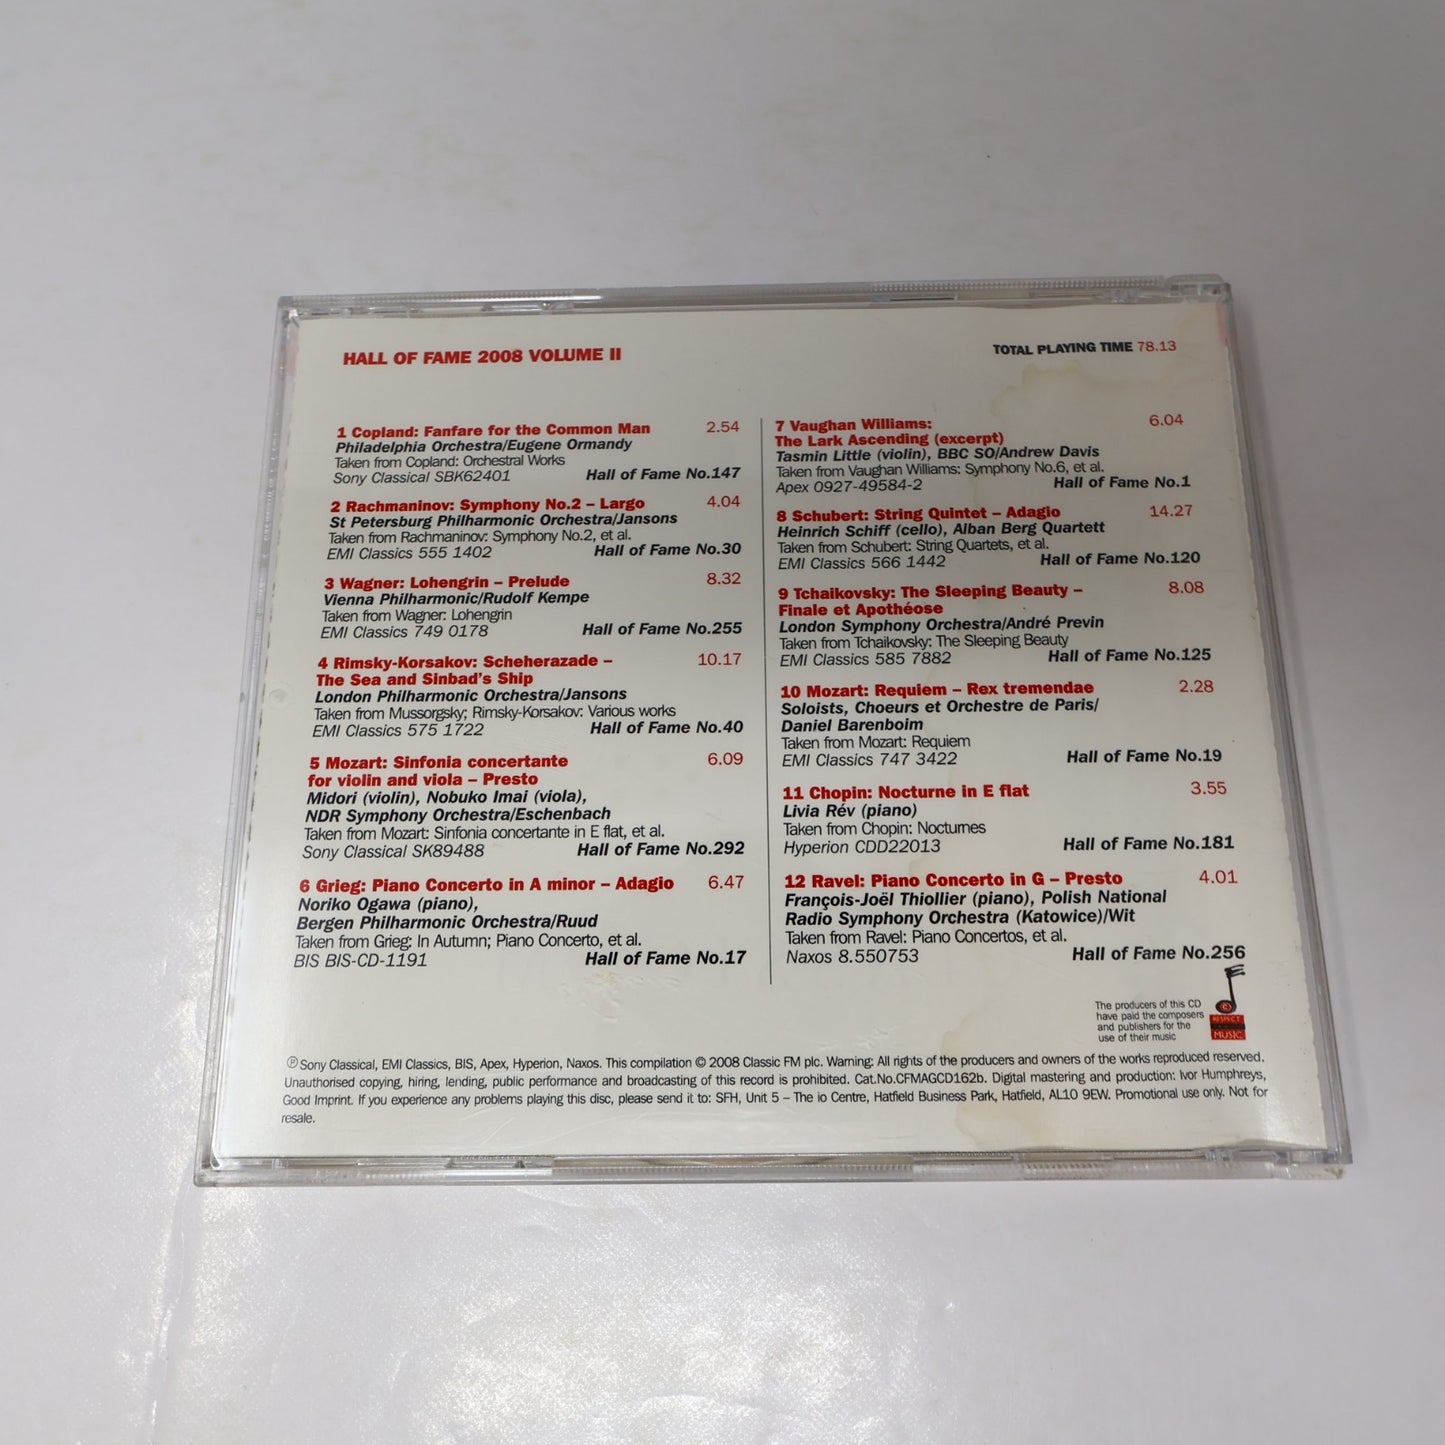 HALL OF FAME 2008 VOLUME II
TOTAL PLAYING TIME 78.13
1 Copland: Fanfare for the Common Man 2.54
Philadelphia Orchestra/Eugene Ormandy
Taken from Copland: Orchestral Works
Sony Classical SBK62401 Hall of Fame No.147
2 Rachmaninov: Symphony No.2 – Largo 4.04
St Petersburg Philharmonic Orchestra/Jansons
Taken from Rachmaninov: Symphony No.2, et al.
EMI Classics 555 1402 Hall of Fame No.30
3 Wagner: Lohengrin – Prelude 8.32
Vienna Philharmonic/Rudolf Kempe
Taken from Wagner: Lohengrin
EMI Classics 749 0178 Hall of Fame No.255
4 Rimsky-Korsakov: Scheherazade – 10.17
The Sea and Sinbad's Ship
London Philharmonic Orchestra/Jansons
Taken from Mussorgsky; Rimsky-Korsakov: Various works
EMI Classics 575 1722 Hall of Fame No.40
5 Mozart: Sinfonia concertante 6.09
for violin and viola – Presto
Midori (violin), Nobuko Imai (viola),
NDR Symphony Orchestra/Eschenbach
Taken from Mozart: Sinfonia concertante in E flat, et al.
Sony Classical SK89488 Hall of Fame No.292
6 Grieg: Piano Concerto in A minor – Adagio 6.47
Noriko Ogawa (piano),
Bergen Philharmonic Orchestra/Ruud
Taken from Grieg: In Autumn; Piano Concerto, et al.
BIS BIS-CD-1191 Hall of Fame No.17
7 Vaughan Williams: 6.04
The Lark Ascending (excerpt)
Tasmin Little (violin), BBC SO/Andrew Davis
Taken from Vaughan Williams: Symphony No.6, et al.
Apex 0927-49584-2 Hall of Fame No.1
8 Schubert: String Quintet – Adagio 14.27
Heinrich Schiff (cello), Alban Berg Quartett
Taken from Schubert: String Quartets, et al.
EMI Classics 566 1442 Hall of Fame No.120
9 Tchaikovsky: The Sleeping Beauty – 8.08
Finale et Apothéose
London Symphony Orchestra/André Previn
Taken from Tchaikovsky: The Sleeping Beauty
EMI Classics 585 7882 Hall of Fame No.125
10 Mozart: Requiem – Rex tremendae 2.28
Soloists, Choeurs et Orchestre de Paris/
Daniel Barenboim
Taken from Mozart: Requiem
EMI Classics 747 3422 Hall of Fame No.19
11 Chopin: Nocturne in E flat 3.55
Livia Rév (piano)
Taken from Chopin: Nocturnes
Hyperion CDD22013 Hall of Fame No.181
12 Ravel: Piano Concerto in G – Presto 4.01
François-Joël Thiollier (piano), Polish National
Radio Symphony Orchestra (Katowice)/Wit
Taken from Ravel: Piano Concertos, et al.
Naxos 8.550753 Hall of Fame No.256
The producers of this CD
have paid the composers
and publishers for the
use of their music
RESPECT
MUSIC
℗ Sony Classical, EMI Classics, BIS, Apex, Hyperion, Naxos. This compilation © 2008 Classic FM plc. Warning: All rights of the producers and owners of the works reproduced reserved.
Unauthorised copying, hiring, lending, public performance and broadcasting of this record is prohibited. Cat.No.CFMAGCD162b. Digital mastering and production: Ivor Humphreys,
Good Imprint. If you experience any problems playing this disc, please send it to: SFH, Unit 5 – The io Centre, Hatfield Business Park, Hatfield, AL10 9EW. Promotional use only. Not for
resale.